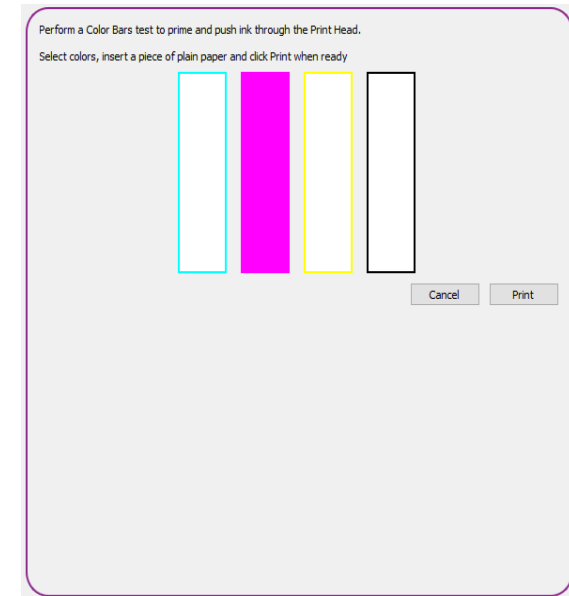 Perform a Color Bars test to prime and push ink through the Print Head.
Select colors, insert a piece of plain paper and click Print when ready
Cancel Print